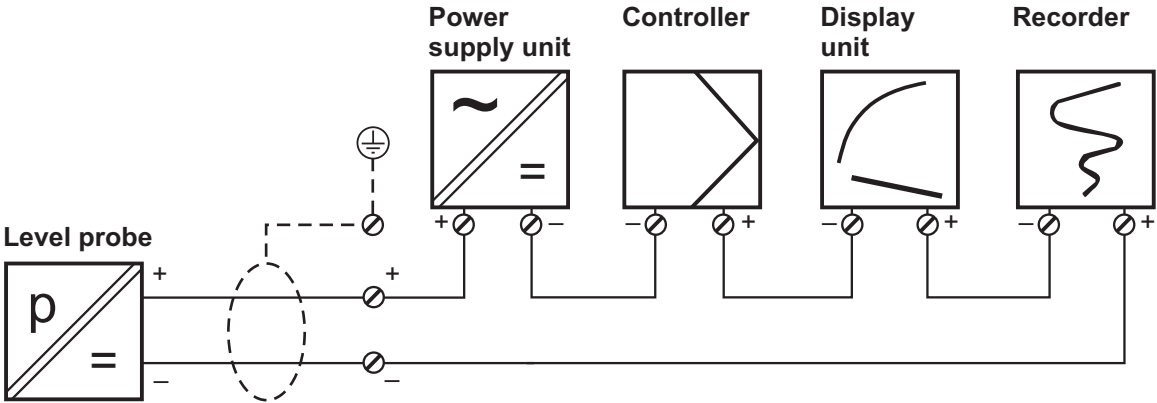 Power
supply unit
Controller
Display
unit
Recorder
~
=
+ – – + – + – +
Level probe
+ +
p
=
– –